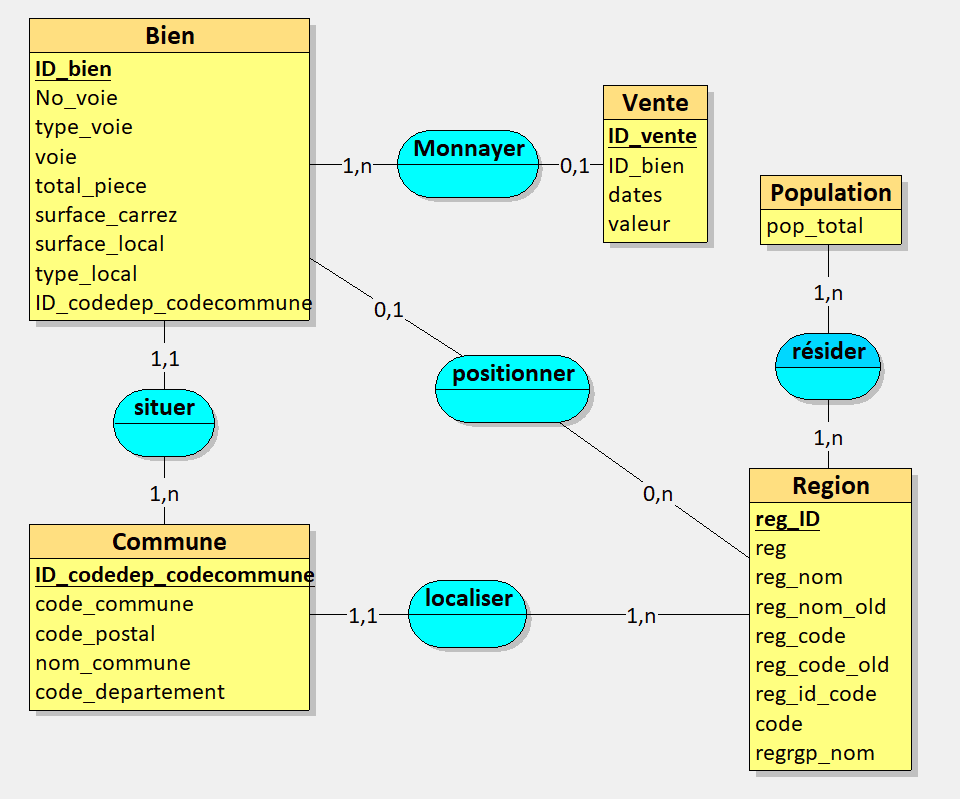 Bien
ID_bien
No_voie
type_voie
voie
total_piece
surface_carrez
surface_local
type_local
ID_codedep_codecommune
1,n
Monnayer
0,1
Vente
ID_vente
ID_bien
dates
valeur
Population
pop_total
1,n
résider
1,n
0,1
positionner
0,n
1,1
situer
1,n
Commune
ID_codedep_codecommune
code_commune
code_postal
nom_commune
code_departement
1,1
localiser
1,n
Region
reg_ID
reg
reg_nom
reg_nom_old
reg_code
reg_code_old
reg_id_code
code
regrgp_nom